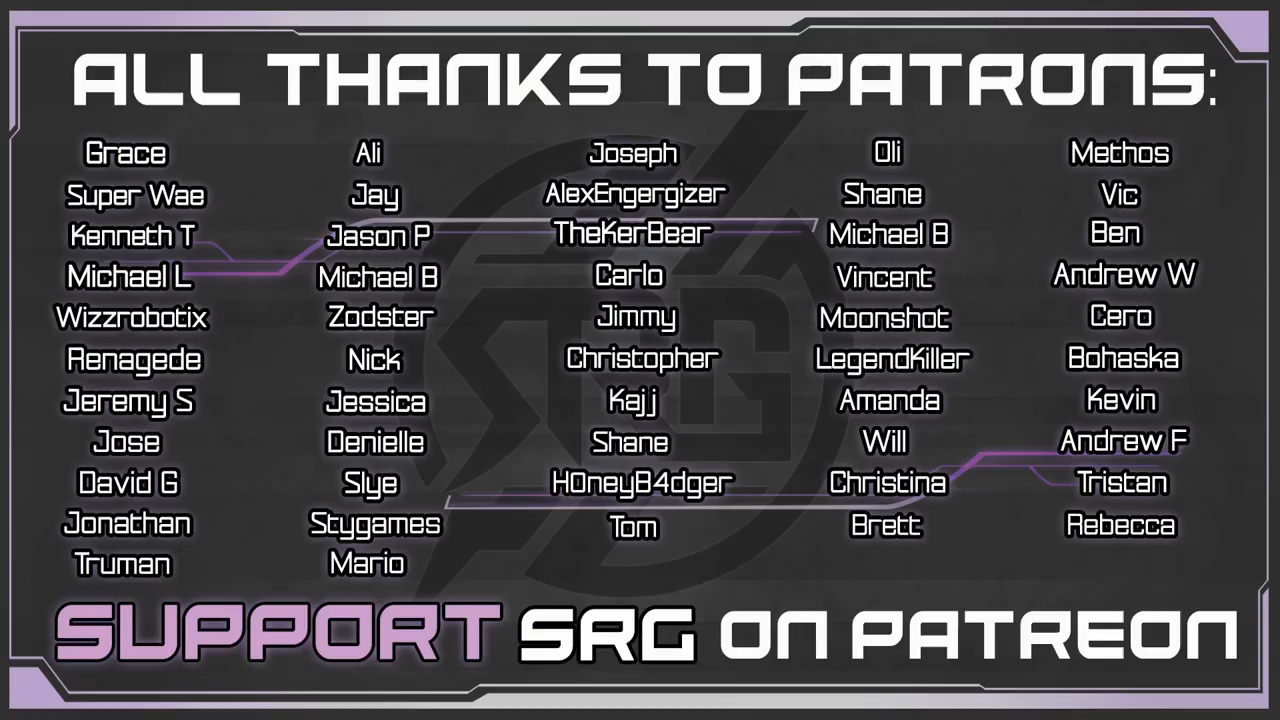 ALL THANKS TO PATRONS:
Grace Ali Joseph Oli Methos
Super Wae Jay AlexEngergizer Shane Vic
Kenneth T Jason P TheKerBear Michael B Ben
Michael L Michael B Carlo Vincent Andrew W
Wizzrobotix Zodster Jimmy Moonshot Cero
Renagede Nick Christopher LegendKiller Bohaska
Jeremy S Jessica Kajj Amanda Kevin
Jose Denielle Shane Will Andrew F
David G Slye H0neyB4dger Christina Tristan
Jonathan Stygames Tom Brett Rebecca
Truman Mario
SUPPORT SRG ON PATREON